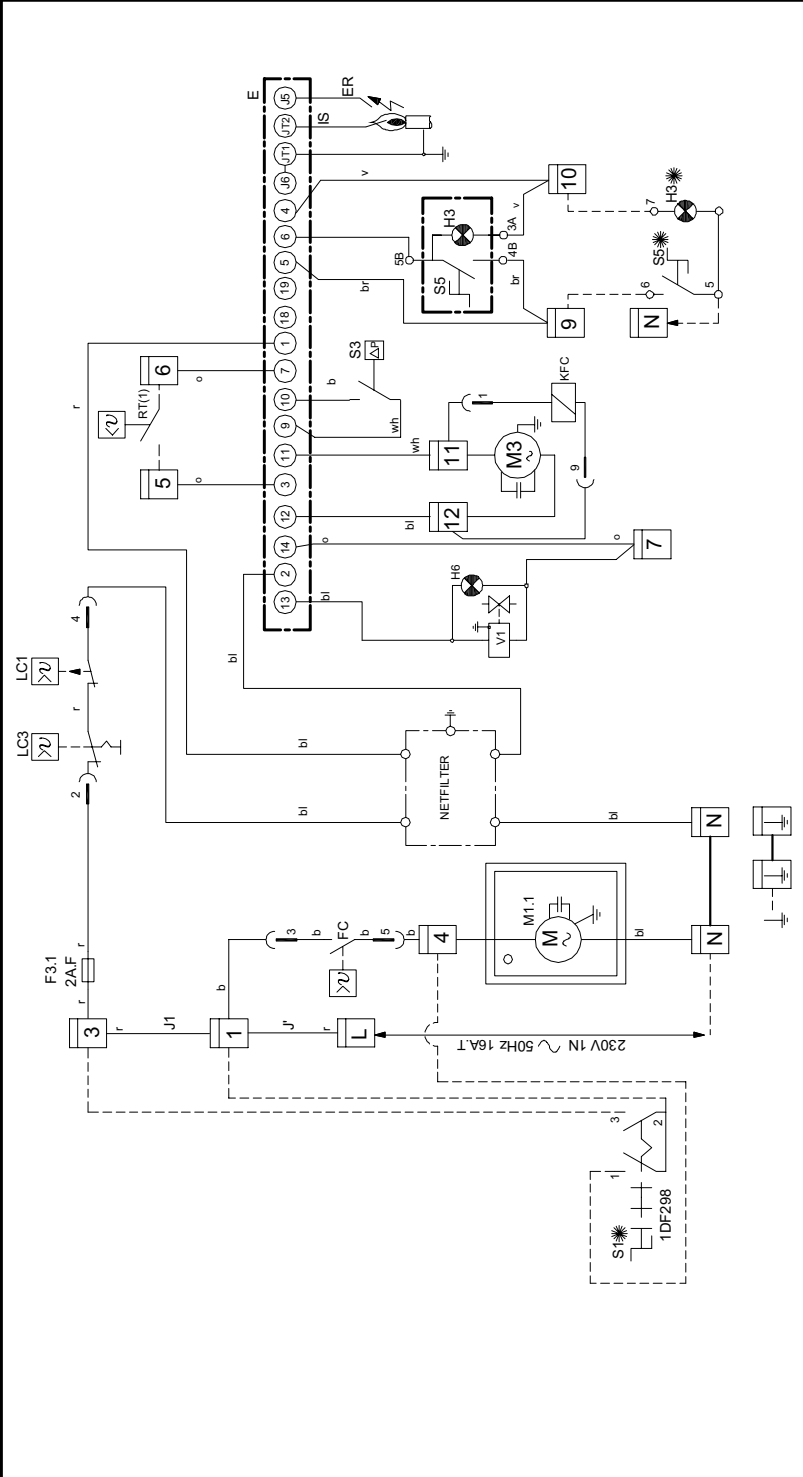 E
J5
JT2
JT1
J6
4
6
5
19
18
1
7
10
9
11
3
12
14
2
13
ER
IS
v
br
5B
H3
3A
v
10
7
H3
S5
4B
br
9
6
S5
5
N
r
6
RT(1)
o
5
o
b
S3
ΔP
wh
wh
11
1
KFC
M3
~
bl
12
9
o
o
7
bl
H6
V1
LC1
4
r
LC3
2
bl
bl
bl
NETFILTER
bl
N
r
F3.1
2A.F
r
3
r
J1
1
J'
r
L
b
3
b
FC
b
5
b
4
M1.1
M
~
bl
N
230V 1N ~ 50Hz 16A.T
3
2
1
S1
1DF298